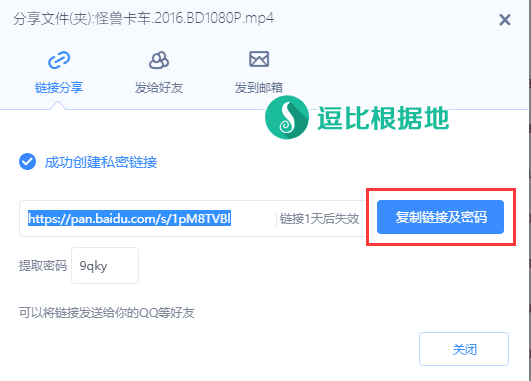 分享文件(夹):怪兽卡车.2016.BD1080P.mp4
链接分享 发给好友 发到邮箱
逗比根据地
成功创建私密链接
https://pan.baidu.com/s/1pM8TVBl 链接1天后失效 复制链接及密码
提取密码 9qky
可以将链接发送给你的QQ等好友
关闭